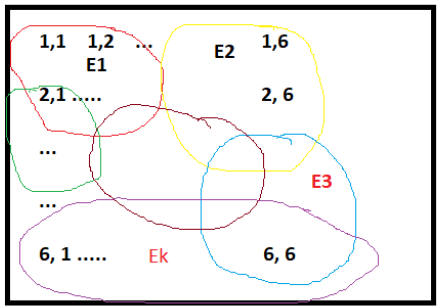 1,1 1,2 ... E2 1,6
E1
2,1 ..... 2, 6
...
E3
...
6, 1 ..... Ek 6, 6